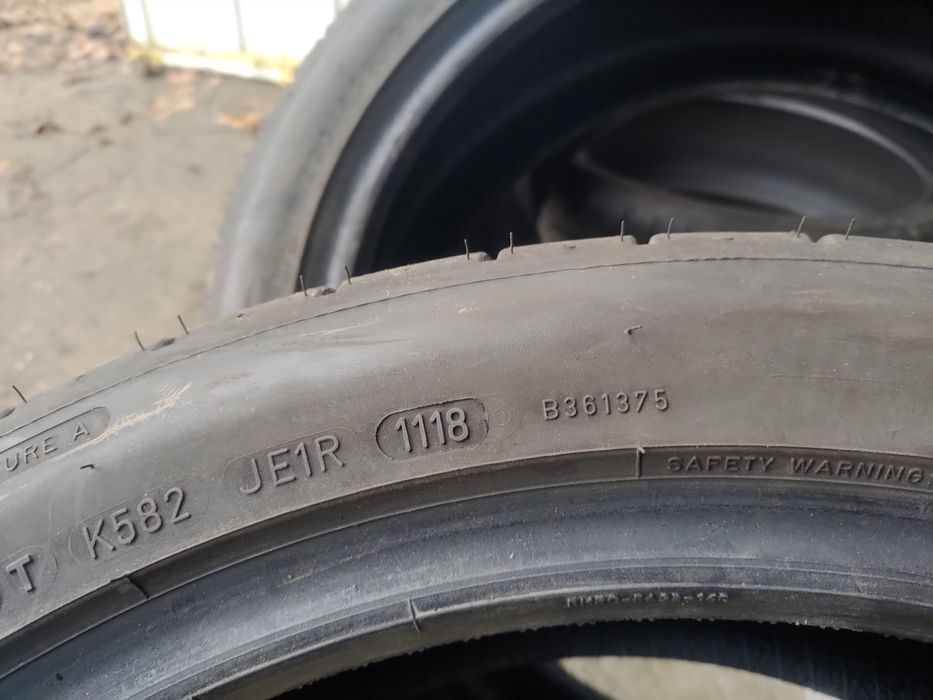 URE A
T K582 JE1R 1118 B361375
SAFETY WARNING